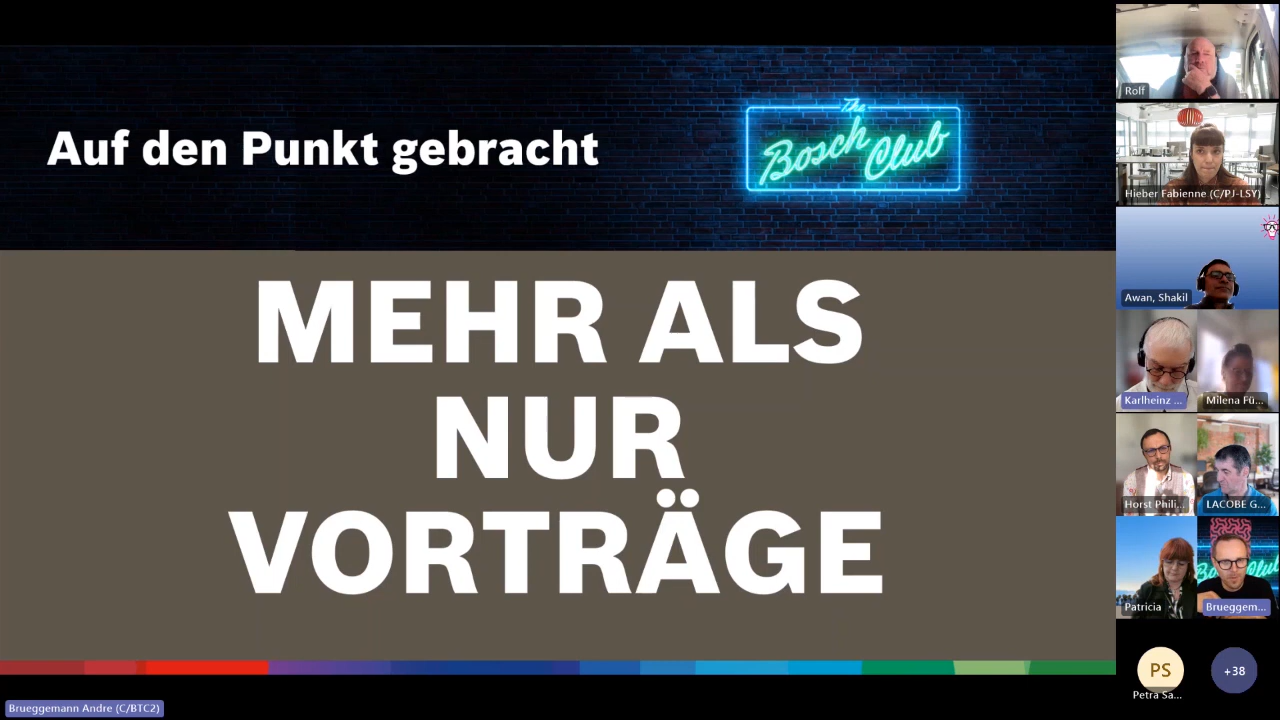 Auf den Punkt gebracht
The
Bosch Club
MEHR ALS
NUR
VORTRÄGE
Brueggemann Andre (C/BTC2)
Rolf
Hieber Fabienne (C/PJ-LSY)
Awan, Shakil
Karlheinz ...
Milena Fü...
Horst Phili...
LACOBE G...
Patricia
Brueggem...
PS
Petra Sa...
+38